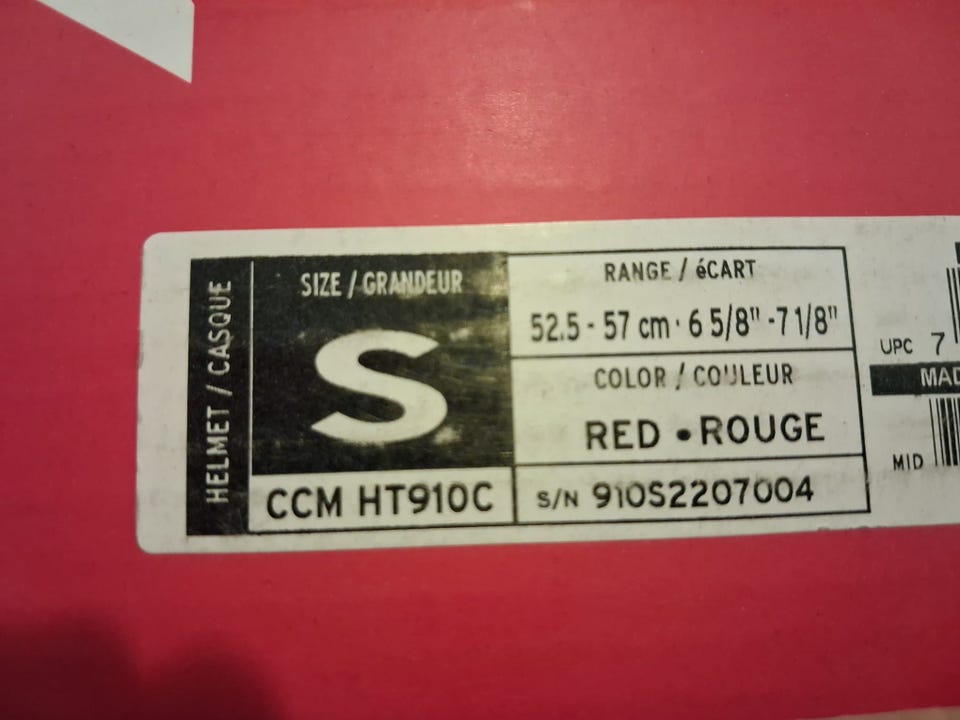 HELMET / CASQUE
SIZE / GRANDEUR
S
CCM HT910C
RANGE / éCART
52.5 - 57 cm · 6 5/8" - 7 1/8"
COLOR / COULEUR
RED • ROUGE
S/N 910S2207004
UPC 7
MAD
MID